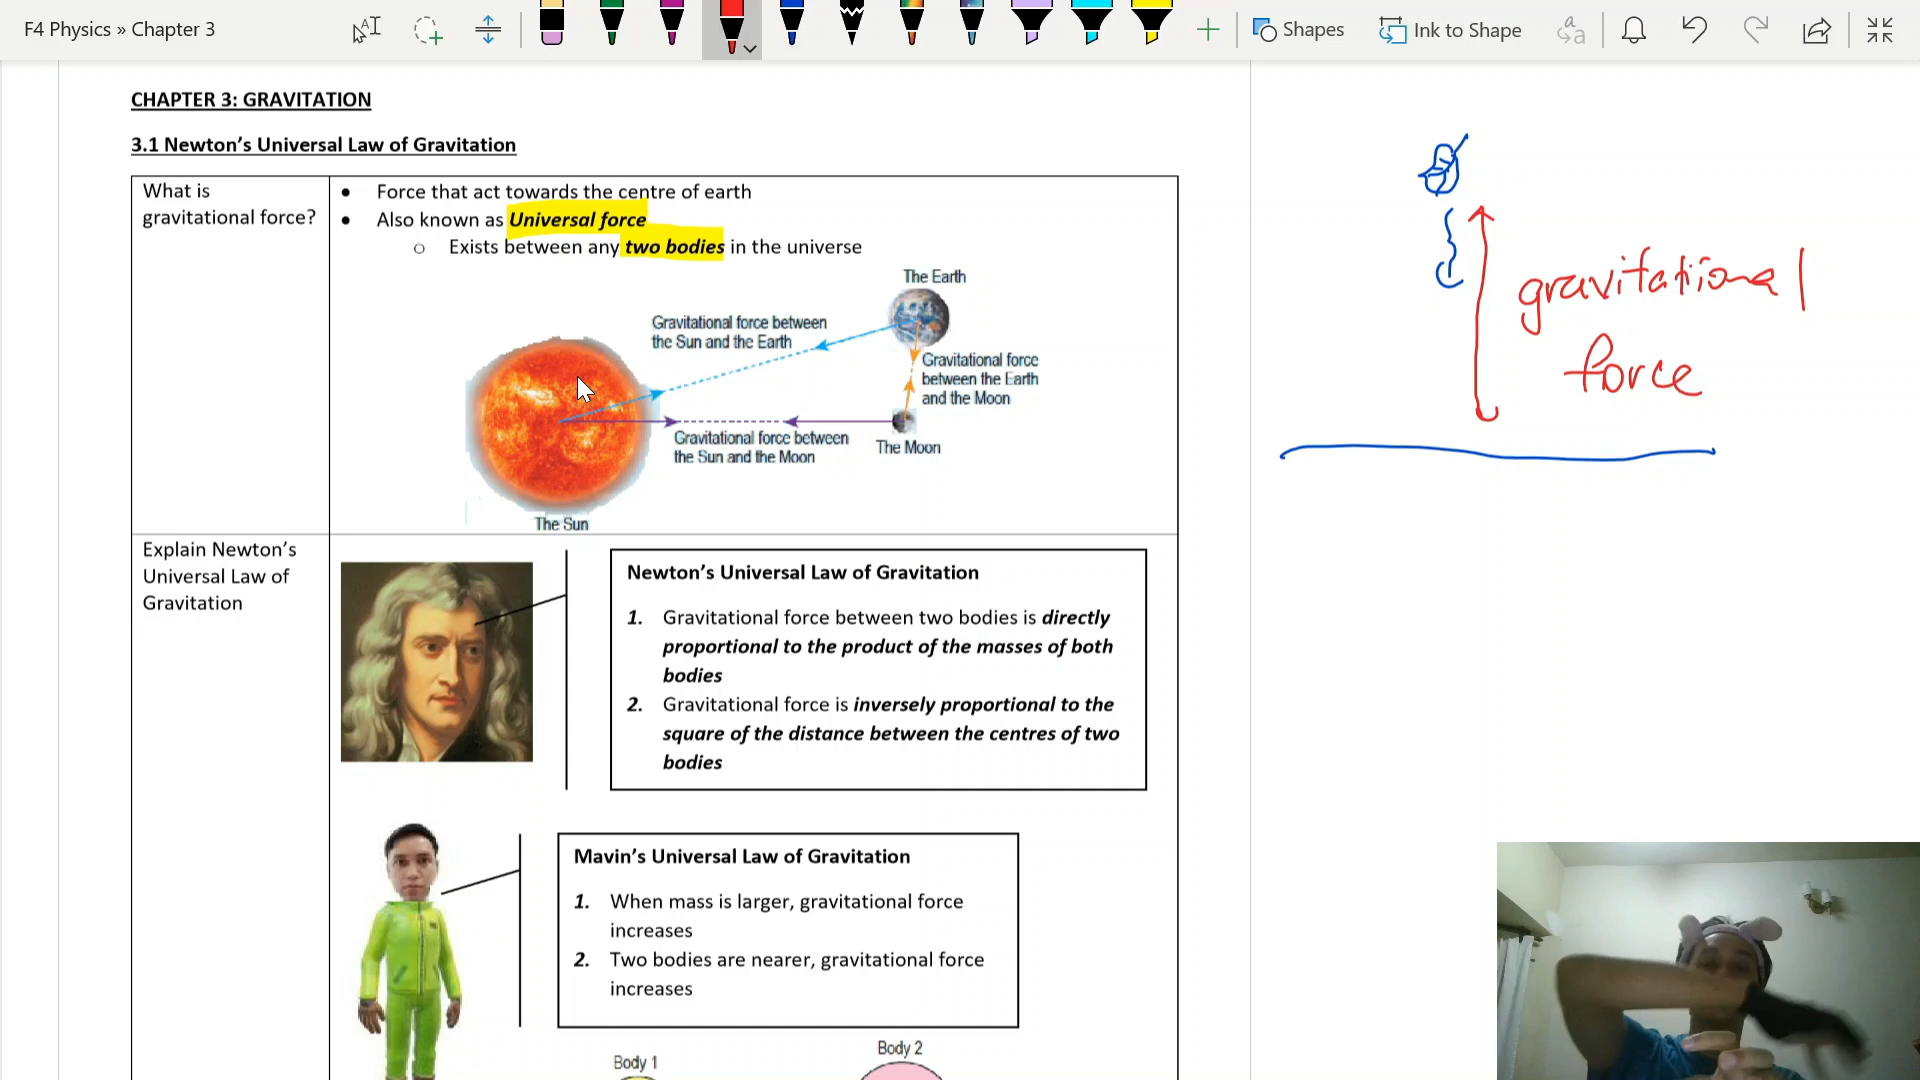 F4 Physics » Chapter 3
Shapes
Ink to Shape
CHAPTER 3: GRAVITATION
3.1 Newton's Universal Law of Gravitation
What is
gravitational force?
• Force that act towards the centre of earth
• Also known as Universal force
o Exists between any two bodies in the universe
The Earth
Gravitational force between
the Sun and the Earth
Gravitational force
between the Earth
and the Moon
Gravitational force between
the Sun and the Moon
The Moon
The Sun
gravitational
force
Explain Newton's
Universal Law of
Gravitation
Newton's Universal Law of Gravitation
1. Gravitational force between two bodies is directly
proportional to the product of the masses of both
bodies
2. Gravitational force is inversely proportional to the
square of the distance between the centres of two
bodies
Mavin's Universal Law of Gravitation
1. When mass is larger, gravitational force
increases
2. Two bodies are nearer, gravitational force
increases
Body 1
Body 2